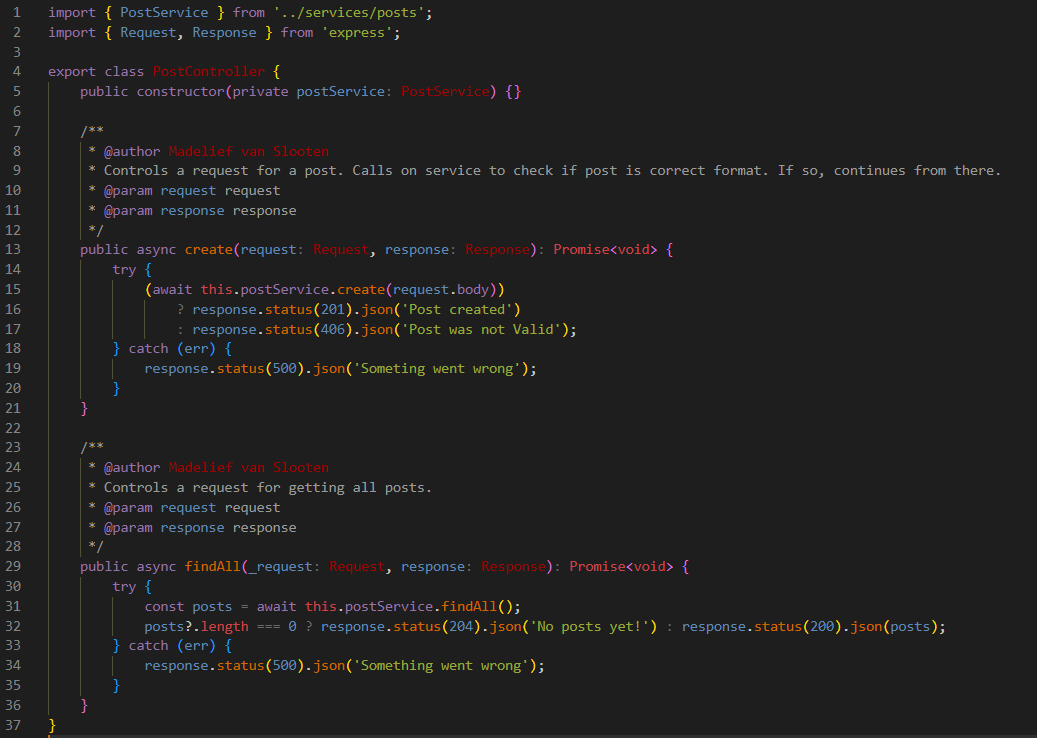 1 import { PostService } from '../services/posts';
2 import { Request, Response } from 'express';
3
4 export class PostController {
5 public constructor(private postService: PostService) {}
6
7 /**
8 * @author Madelief van Slooten
9 * Controls a request for a post. Calls on service to check if post is correct format. If so, continues from there.
10 * @param request request
11 * @param response response
12 */
13 public async create(request: Request, response: Response): Promise<void> {
14 try {
15 (await this.postService.create(request.body))
16 ? response.status(201).json('Post created')
17 : response.status(406).json('Post was not Valid');
18 } catch (err) {
19 response.status(500).json('Someting went wrong');
20 }
21 }
22
23 /**
24 * @author Madelief van Slooten
25 * Controls a request for getting all posts.
26 * @param request request
27 * @param response response
28 */
29 public async findAll(_request: Request, response: Response): Promise<void> {
30 try {
31 const posts = await this.postService.findAll();
32 posts?.length === 0 ? response.status(204).json('No posts yet!') : response.status(200).json(posts);
33 } catch (err) {
34 response.status(500).json('Something went wrong');
35 }
36 }
37 }